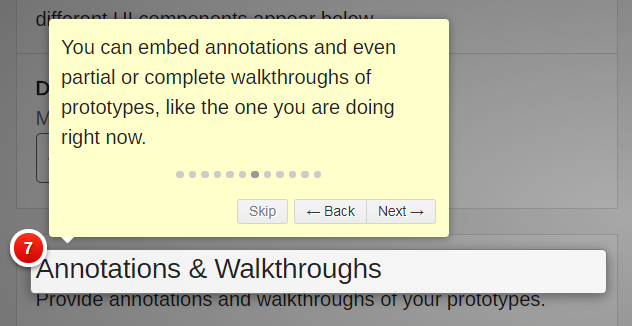 different UI components appear below
You can embed annotations and even
partial or complete walkthroughs of
prototypes, like the one you are doing
right now.
D
M
Skip
← Back
Next →
7
Annotations & Walkthroughs
Provide annotations and walkthroughs of your prototypes.